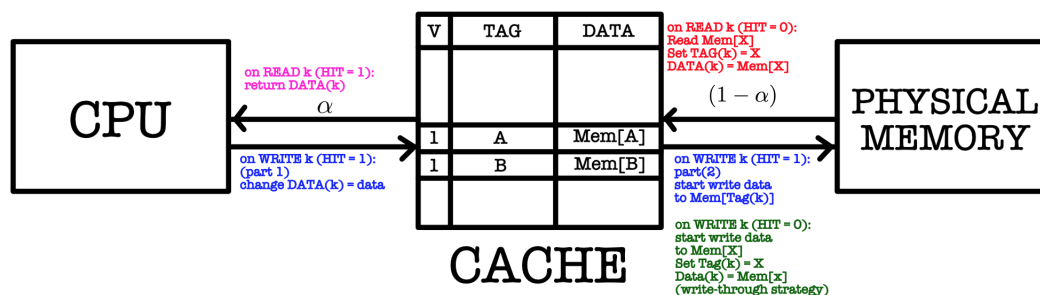 CPU
on READ k (HIT = 1):
return DATA(k)
α
on WRITE k (HIT = 1):
(part 1)
change DATA(k) = data
V TAG DATA
1 A Mem[A]
1 B Mem[B]
CACHE
on READ k (HIT = 0):
Read Mem[X]
Set TAG(k) = X
DATA(k) = Mem[X]
(1 − α)
on WRITE k (HIT = 1):
part(2)
start write data
to Mem[Tag(k)]
on WRITE k (HIT = 0):
start write data
to Mem[X]
Set Tag(k) = X
Data(k) = Mem[x]
(write-through strategy)
PHYSICAL
MEMORY